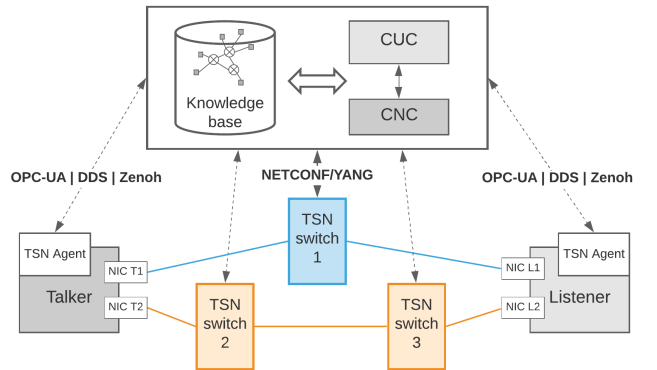 Knowledge
base
CUC
CNC
OPC-UA | DDS | Zenoh
NETCONF/YANG
OPC-UA | DDS | Zenoh
TSN Agent
Talker
NIC T1
NIC T2
TSN
switch
1
TSN
switch
2
TSN
switch
3
NIC L1
NIC L2
TSN Agent
Listener